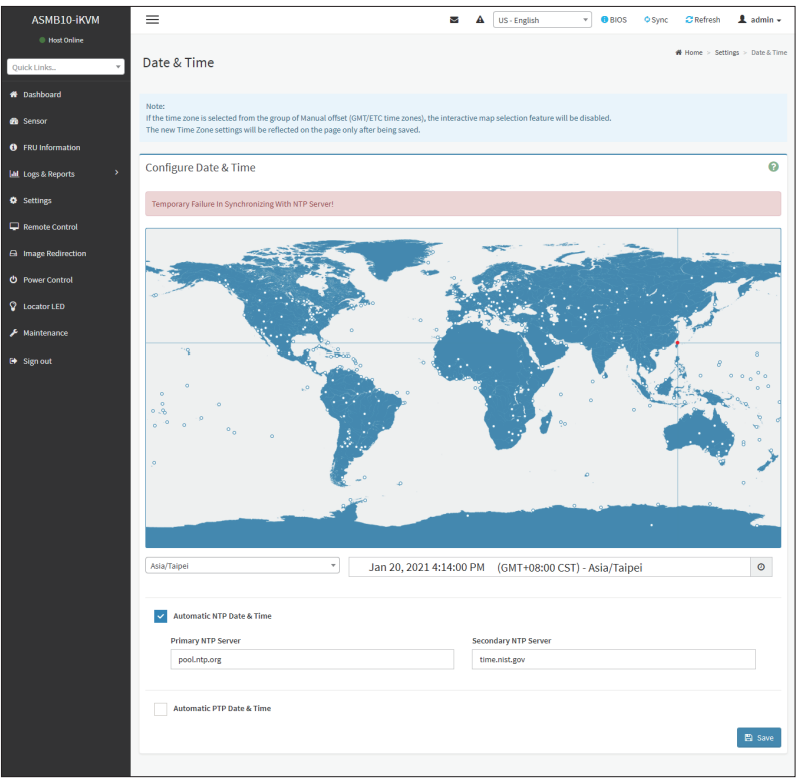 ASMB10-iKVM
Host Online
Quick Links...
Dashboard
Sensor
FRU Information
Logs & Reports
Settings
Remote Control
Image Redirection
Power Control
Locator LED
Maintenance
Sign out
US - English
BIOS
Sync
Refresh
admin
Date & Time
Home > Settings > Date & Time
Note:
If the time zone is selected from the group of Manual offset (GMT/ETC time zones), the interactive map selection feature will be disabled.
The new Time Zone settings will be reflected on the page only after being saved.
Configure Date & Time
Temporary Failure In Synchronizing With NTP Server!
Asia/Taipei
Jan 20, 2021 4:14:00 PM (GMT+08:00 CST) - Asia/Taipei
Automatic NTP Date & Time
Primary NTP Server
Secondary NTP Server
pool.ntp.org
time.nist.gov
Automatic PTP Date & Time
Save